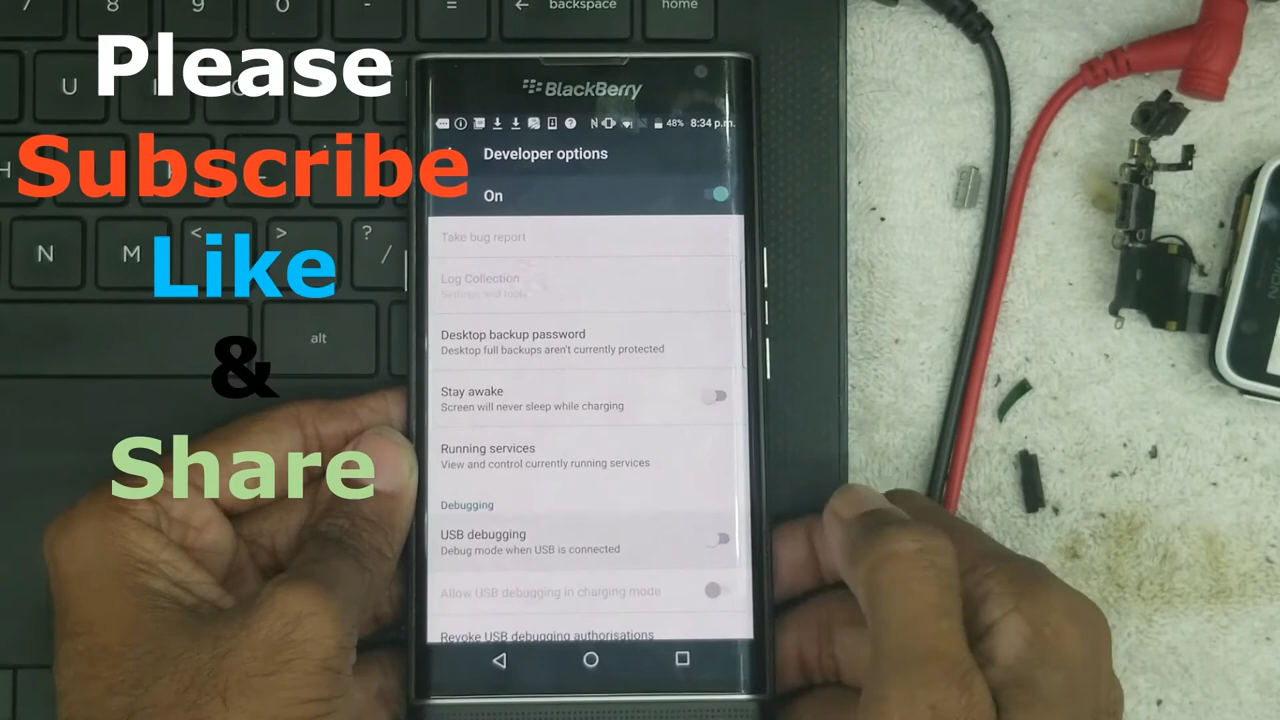 7 8 9 0 - = ← backspace home
Please
U
Subscribe
H
N M < > ? /
Like
alt
&
Share
BlackBerry
48% 8:34 p.m.
Developer options
On
Take bug report
Log Collection
Settings and tools
Desktop backup password
Desktop full backups aren't currently protected
Stay awake
Screen will never sleep while charging
Running services
View and control currently running services
Debugging
USB debugging
Debug mode when USB is connected
Allow USB debugging in charging mode
Revoke USB debugging authorisations